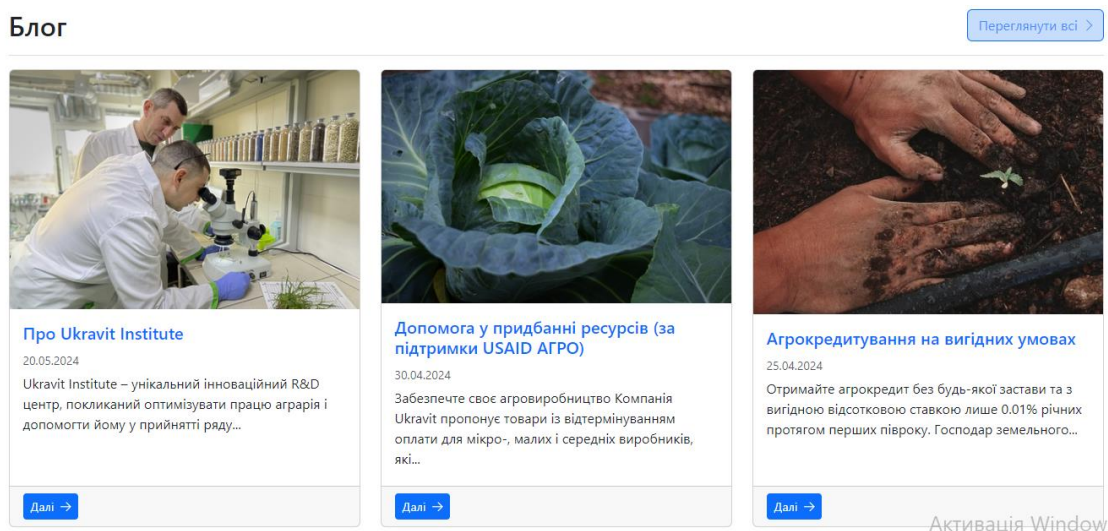 Блог
Переглянути всі
Про Ukravit Institute
20.05.2024
Ukravit Institute – унікальний інноваційний R&D
центр, покликаний оптимізувати працю аграрія і
допомогти йому у прийнятті ряду...
Далі →
Допомога у придбанні ресурсів (за
підтримки USAID АГРО)
30.04.2024
Забезпечте своє агровиробництво Компанія
Ukravit пропонує товари із відтермінуванням
оплати для мікро-, малих і середніх виробників,
які...
Далі →
Агрокредитування на вигідних умовах
25.04.2024
Отримайте агрокредит без будь-якої застави та з
вигідною відсотковою ставкою лише 0.01% річних
протягом перших півроку. Господар земельного...
Далі →
Активація Window